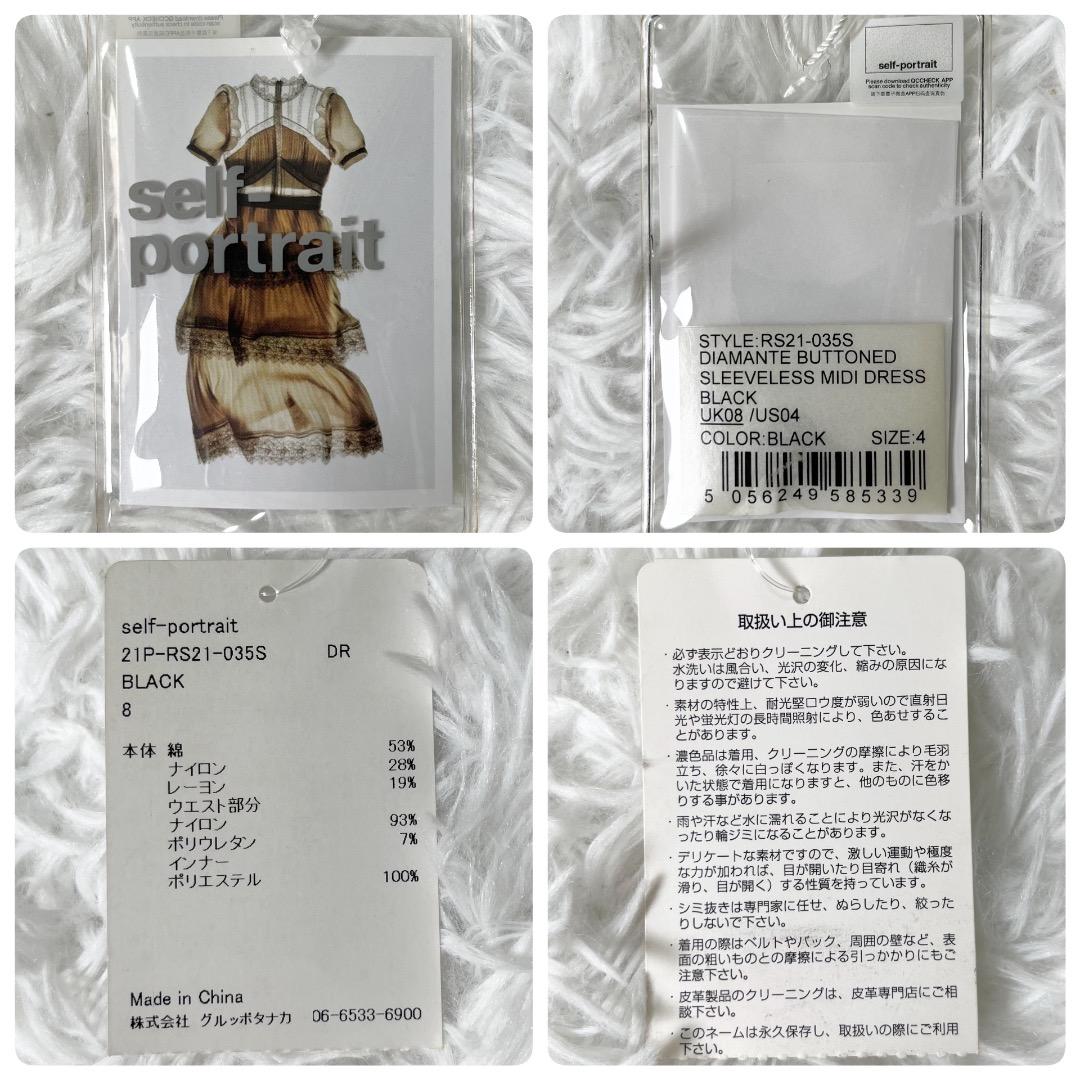 Please download QCCHECK APP
scan code to check authenticity
self-
portrait
self-portrait
Please download QCCHECK APP
scan code to check authenticity
STYLE:RS21-035S
DIAMANTE BUTTONED
SLEEVELESS MIDI DRESS
BLACK
UK08 /US04
COLOR:BLACK SIZE:4
5 056249 585339
self-portrait
21P-RS21-035S DR
BLACK
8
本体 綿 53%
ナイロン 28%
レーヨン 19%
ウエスト部分
ナイロン 93%
ポリウレタン 7%
インナー
ポリエステル 100%
Made in China
株式会社 グルッポタナカ 06-6533-6900
取扱い上の御注意
・必ず表示どおりクリーニングして下さい。
水洗いは風合い、光沢の変化、縮みの原因にな
りますので避けて下さい。
・素材の特性上、耐光堅ロウ度が弱いので直射日
光や蛍光灯の長時間照射により、色あせするこ
とがあります。
・濃色品は着用、クリーニングの摩擦により毛羽
立ち、徐々に白っぽくなります。また、汗をか
いた状態で着用になりますと、他のものに色移
りする事があります。
・雨や汗など水に濡れることにより光沢がなくな
ったり輪ジミになることがあります。
・デリケートな素材ですので、激しい運動や極度
な力が加われば、目が開いたり目寄れ（織糸が
滑り、目が開く）する性質を持っています。
・シミ抜きは専門家に任せ、ぬらしたり、絞った
りしないで下さい。
・着用の際はベルトやバック、周囲の壁など、表
面の粗いものとの摩擦による引っかかりにもご
注意下さい。
・皮革製品のクリーニングは、皮革専門店にご相
談下さい。
・このネームは永久保存し、取扱いの際にご利用
下さい。